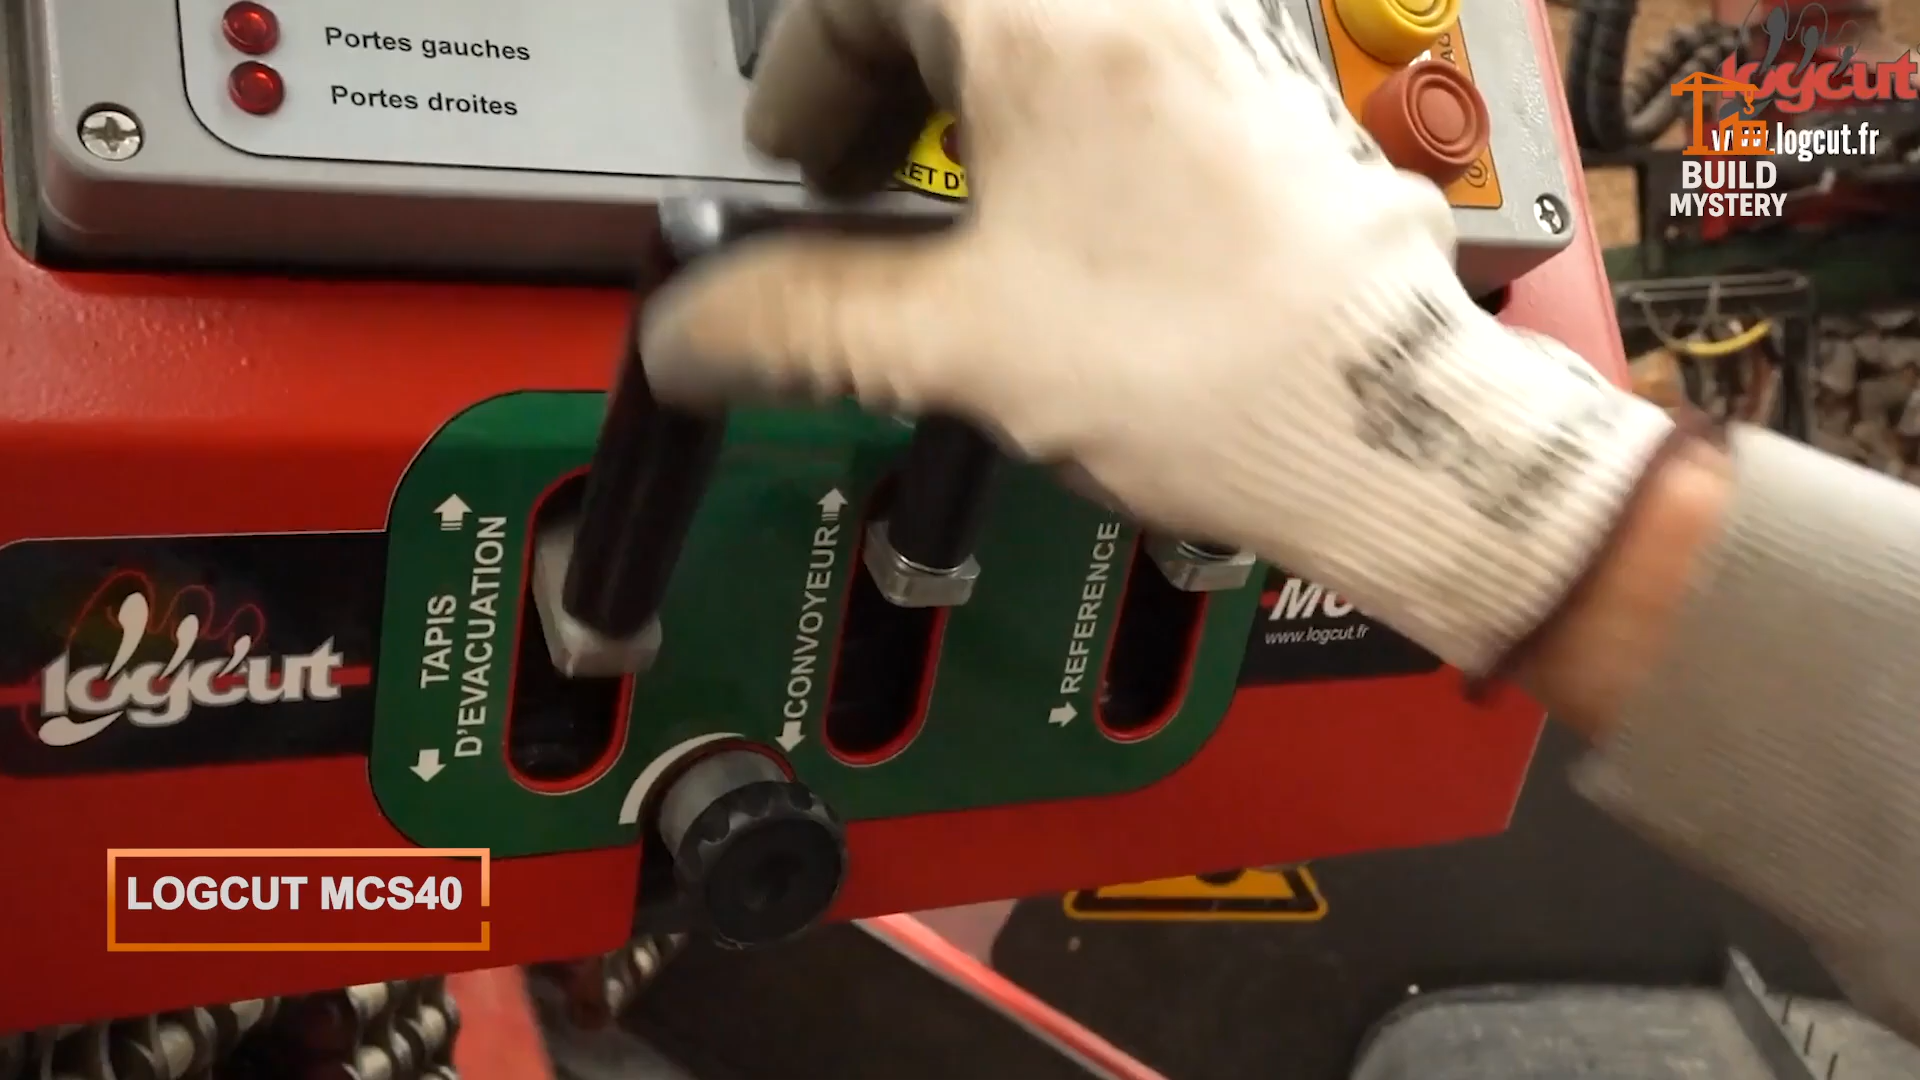 Portes gauches
Portes droites
logcut
www.logcut.fr
BUILD
MYSTERY
TAPIS
D'EVACUATION
CONVOYEUR
REFERENCE
logcut
www.logcut.fr
LOGCUT MCS40